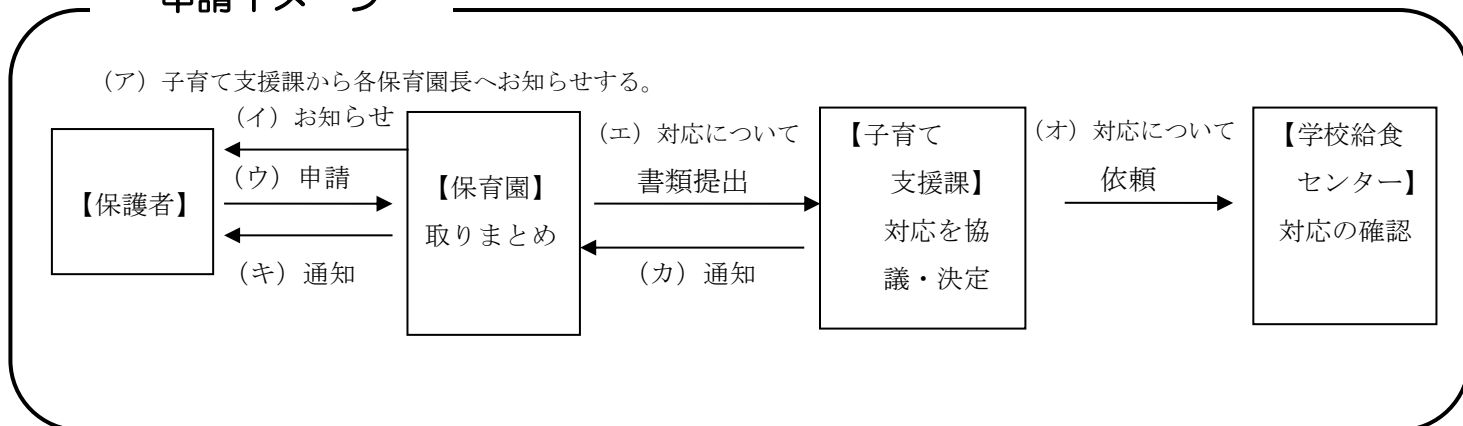 申請イメージ
（ア）子育て支援課から各保育園長へお知らせする。
（イ）お知らせ
（ウ）申請
（キ）通知
【保護者】
【保育園】
取りまとめ
（エ）対応について
書類提出
（カ）通知
【子育て
支援課】
対応を協
議・決定
（オ）対応について
依頼
【学校給食
センター】
対応の確認